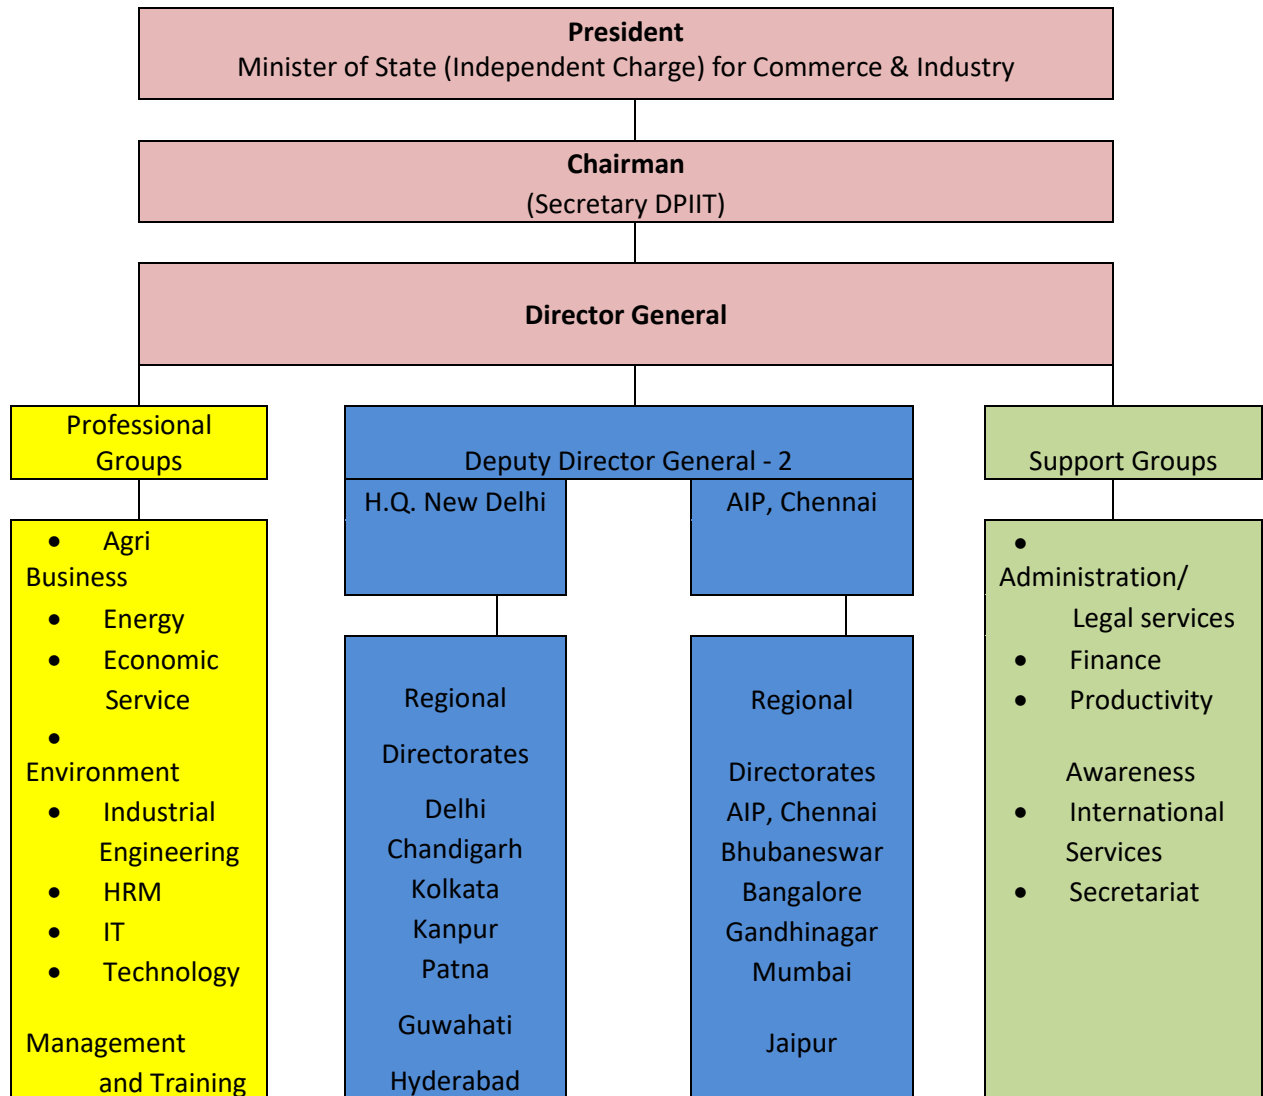 President
Minister of State (Independent Charge) for Commerce & Industry
Chairman
(Secretary DPIIT)
Director General
Professional
Groups
• Agri
Business
• Energy
• Economic
Service
•
Environment
• Industrial
Engineering
• HRM
• IT
• Technology
Management
and Training
Deputy Director General - 2
H.Q. New Delhi
Regional
Directorates
Delhi
Chandigarh
Kolkata
Kanpur
Patna
Guwahati
Hyderabad
AIP, Chennai
Regional
Directorates
AIP, Chennai
Bhubaneswar
Bangalore
Gandhinagar
Mumbai
Jaipur
Support Groups
•
Administration/
Legal services
• Finance
• Productivity
Awareness
• International
Services
• Secretariat